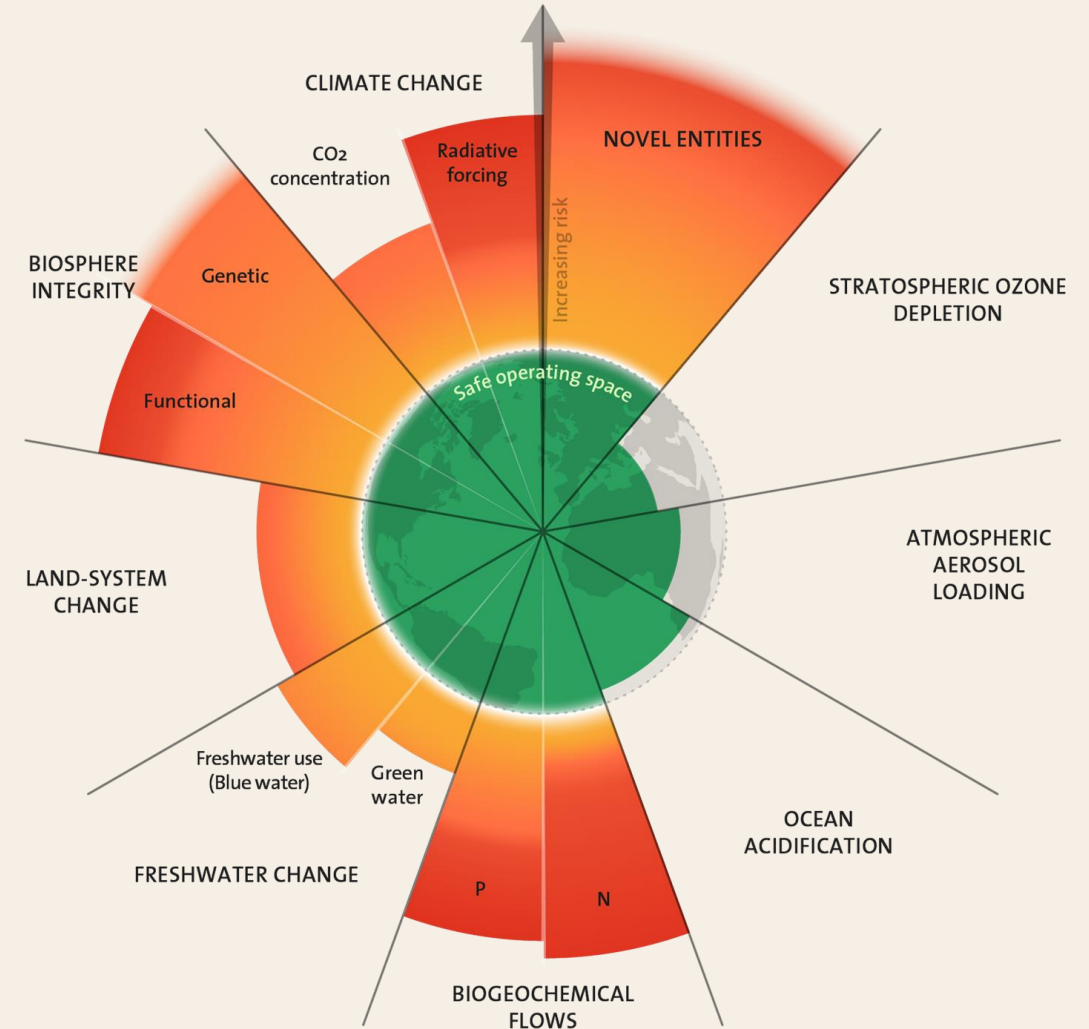 CLIMATE CHANGE
CO2
concentration
Radiative
forcing
NOVEL ENTITIES
Increasing risk
BIOSPHERE
INTEGRITY
Genetic
Functional
STRATOSPHERIC OZONE
DEPLETION
Safe operating space
ATMOSPHERIC
AEROSOL
LOADING
LAND-SYSTEM
CHANGE
Freshwater use
(Blue water)
Green
water
FRESHWATER CHANGE
OCEAN
ACIDIFICATION
P
N
BIOGEOCHEMICAL
FLOWS